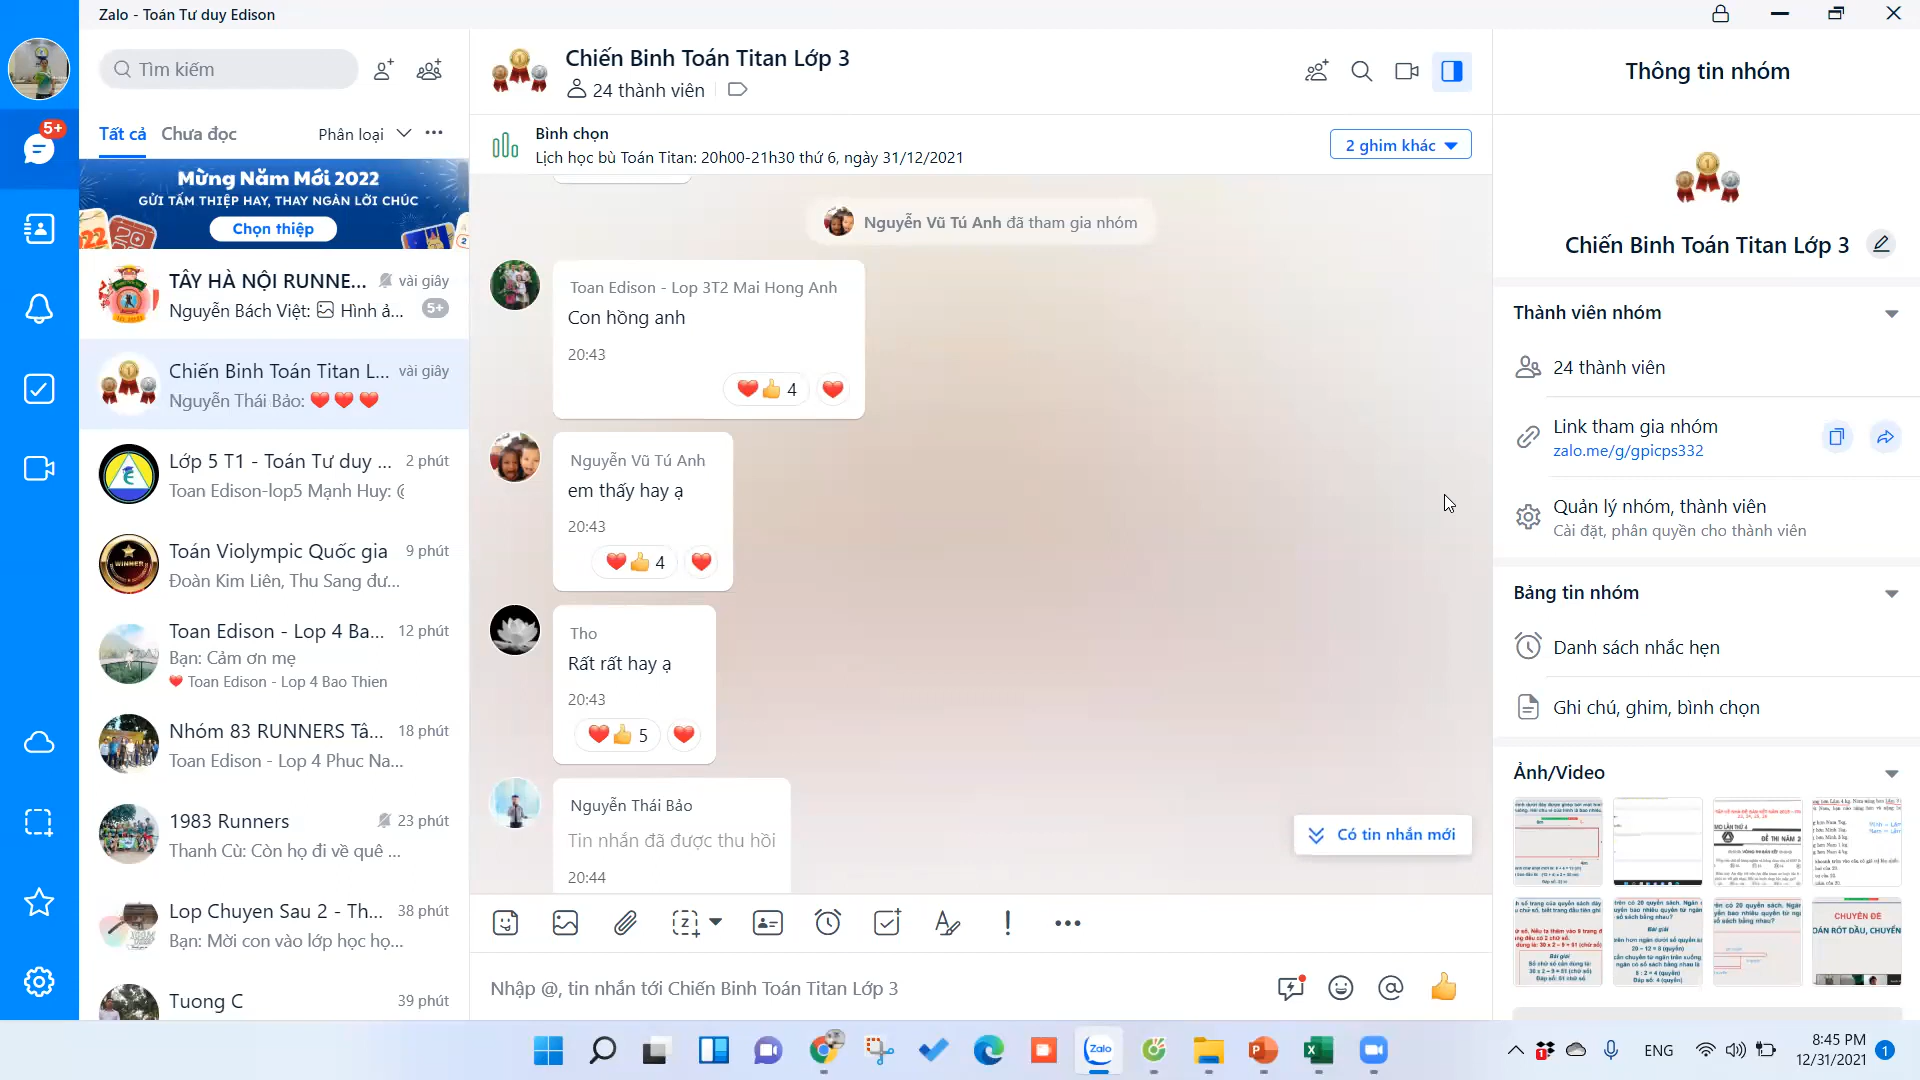 Zalo - Toán Tư duy Edison
Tìm kiếm
5+
Tất cả Chưa đọc Phân loại
Mừng Năm Mới 2022
GỬI TẤM THIỆP HAY, THAY NGÀN LỜI CHÚC
Chọn thiệp
TÂY HÀ NỘI RUNNE... vài giây
Nguyễn Bách Việt: Hình ả... 5+
Chiến Binh Toán Titan L... vài giây
Nguyễn Thái Bảo: ❤️ ❤️ ❤️
Lớp 5 T1 - Toán Tư duy ... 2 phút
Toan Edison-lop5 Mạnh Huy: @
Toán Violympic Quốc gia 9 phút
Đoàn Kim Liên, Thu Sang đư...
Toan Edison - Lop 4 Ba... 12 phút
Bạn: Cảm ơn mẹ
❤️ Toan Edison - Lop 4 Bao Thien
Nhóm 83 RUNNERS Tâ... 18 phút
Toan Edison - Lop 4 Phuc Na...
1983 Runners 23 phút
Thanh Cù: Còn họ đi về quê ...
Lop Chuyen Sau 2 - Th... 38 phút
Bạn: Mời con vào lớp học họ...
Tuong C 39 phút
Chiến Binh Toán Titan Lớp 3
24 thành viên
Bình chọn
Lịch học bù Toán Titan: 20h00-21h30 thứ 6, ngày 31/12/2021
2 ghim khác
Nguyễn Vũ Tú Anh đã tham gia nhóm
Toan Edison - Lop 3T2 Mai Hong Anh
Con hồng anh
20:43
❤️👍 4 ❤️
Nguyễn Vũ Tú Anh
em thấy hay ạ
20:43
❤️👍 4 ❤️
Tho
Rất rất hay ạ
20:43
❤️👍 5 ❤️
Nguyễn Thái Bảo
Tin nhắn đã được thu hồi
20:44
Có tin nhắn mới
Nhập @, tin nhắn tới Chiến Binh Toán Titan Lớp 3
Thông tin nhóm
Chiến Binh Toán Titan Lớp 3
Thành viên nhóm
24 thành viên
Link tham gia nhóm
zalo.me/g/gpicps332
Quản lý nhóm, thành viên
Cài đặt, phân quyền cho thành viên
Bảng tin nhóm
Danh sách nhắc hẹn
Ghi chú, ghim, bình chọn
Ảnh/Video
ĐỀ THI NĂM 2
CHUYÊN ĐỀ
Bài giải
Zalo
ENG
8:45 PM
12/31/2021
1